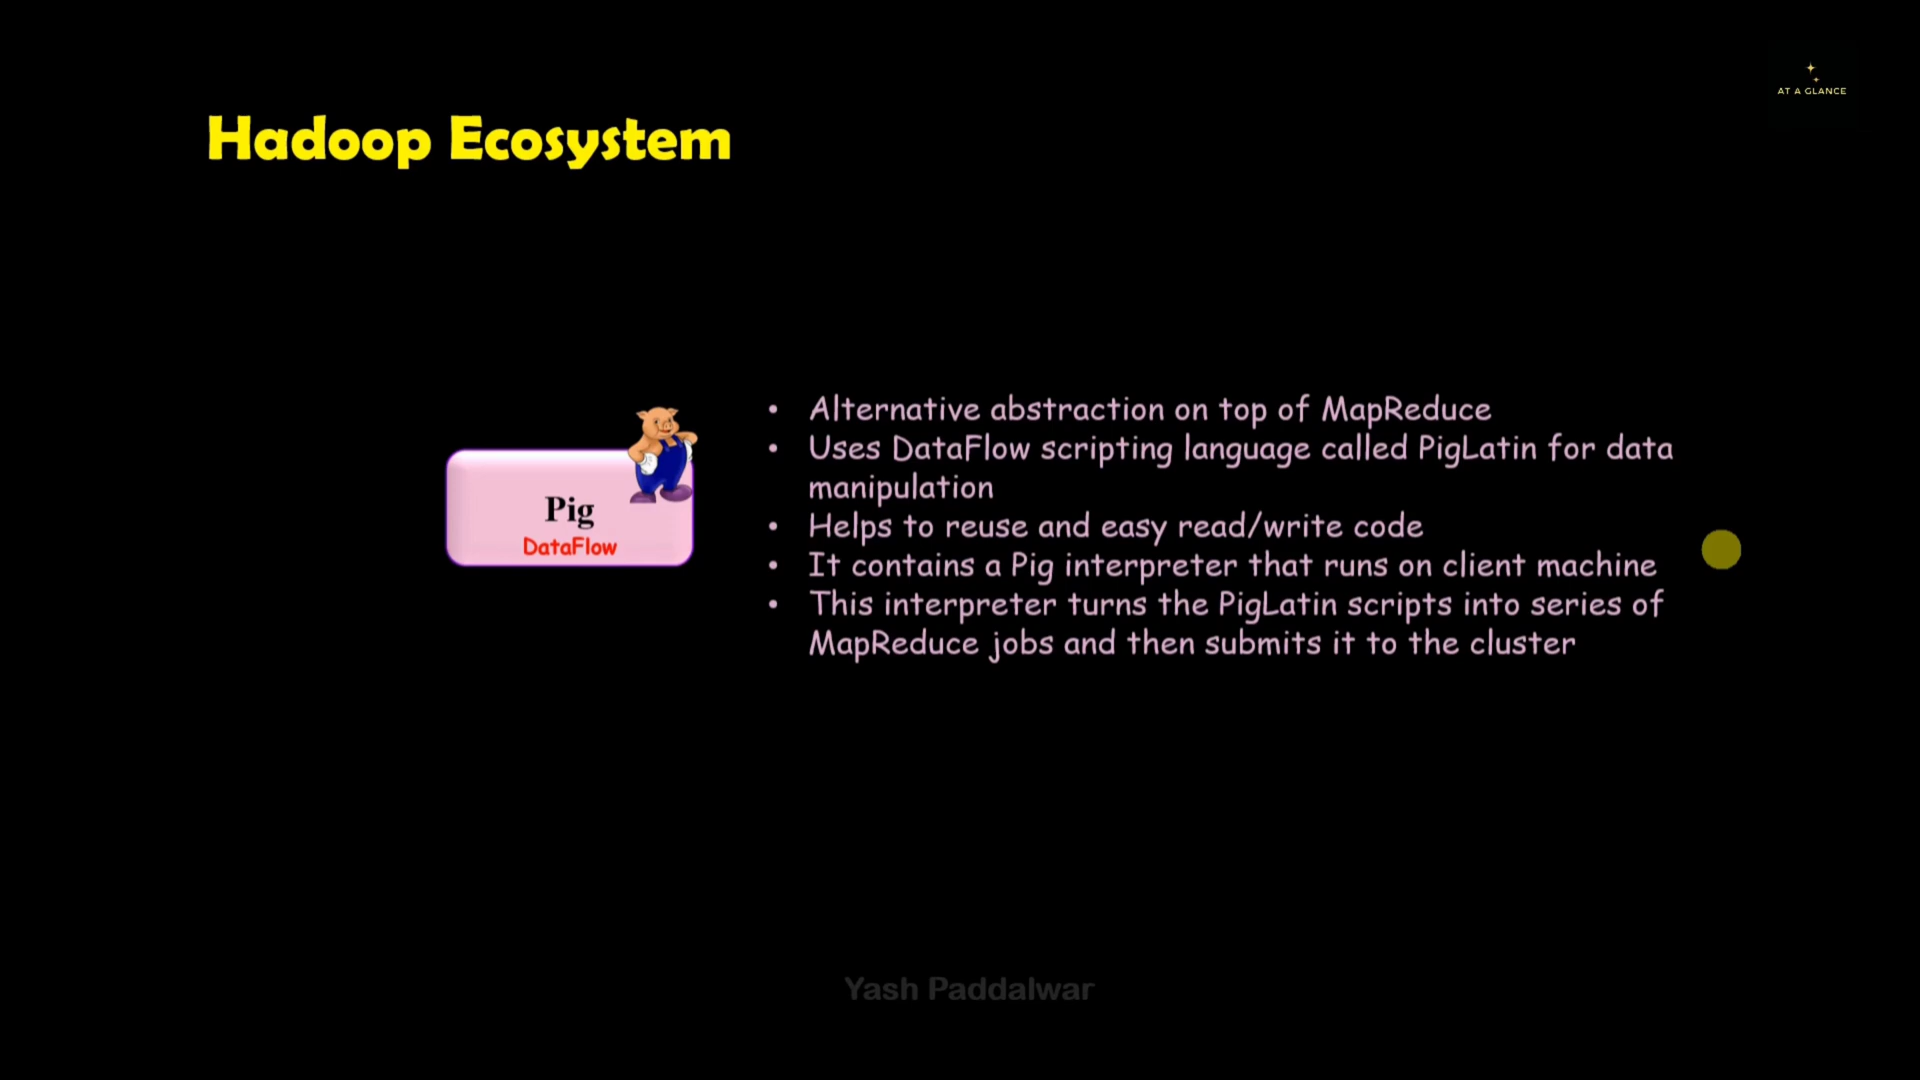 AT A GLANCE
Hadoop Ecosystem
Pig
DataFlow
• Alternative abstraction on top of MapReduce
• Uses DataFlow scripting language called PigLatin for data
manipulation
• Helps to reuse and easy read/write code
• It contains a Pig interpreter that runs on client machine
• This interpreter turns the PigLatin scripts into series of
MapReduce jobs and then submits it to the cluster
Yash Paddalwar